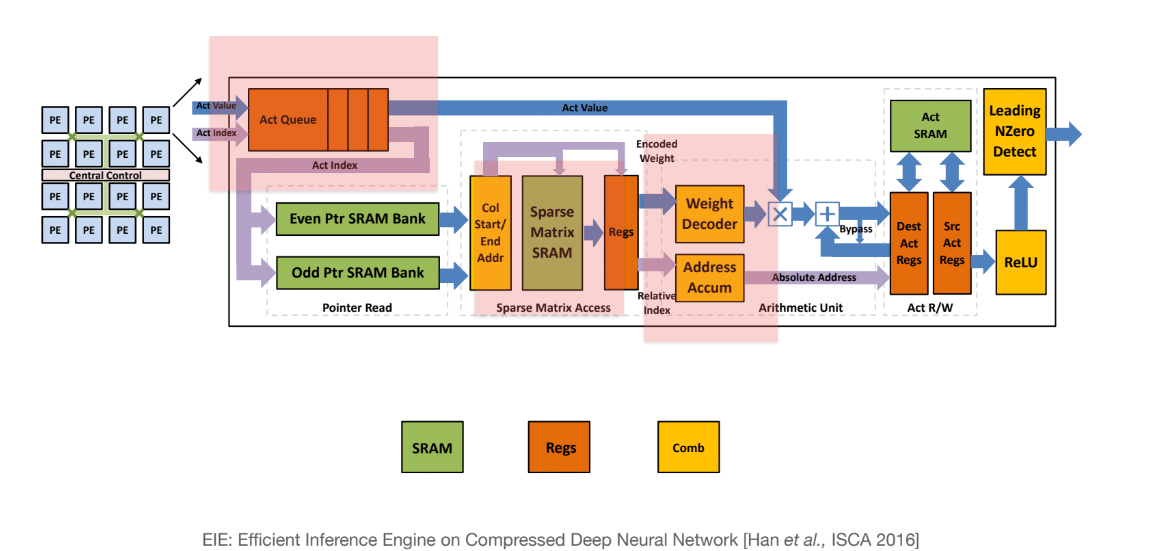 PE PE PE PE
PE PE PE PE
Central Control
PE PE PE PE
PE PE PE PE
Act Value
Act Index
Act Queue
Act Index
Act Value
Even Ptr SRAM Bank
Odd Ptr SRAM Bank
Pointer Read
Col
Start/
End
Addr
Sparse
Matrix
SRAM
Regs
Sparse Matrix Access
Encoded
Weight
Relative
Index
Weight
Decoder
Address
Accum
Bypass
Absolute Address
Arithmetic Unit
Act
SRAM
Dest
Act
Regs
Src
Act
Regs
Act R/W
Leading
NZero
Detect
ReLU
SRAM
Regs
Comb
EIE: Efficient Inference Engine on Compressed Deep Neural Network [Han et al., ISCA 2016]